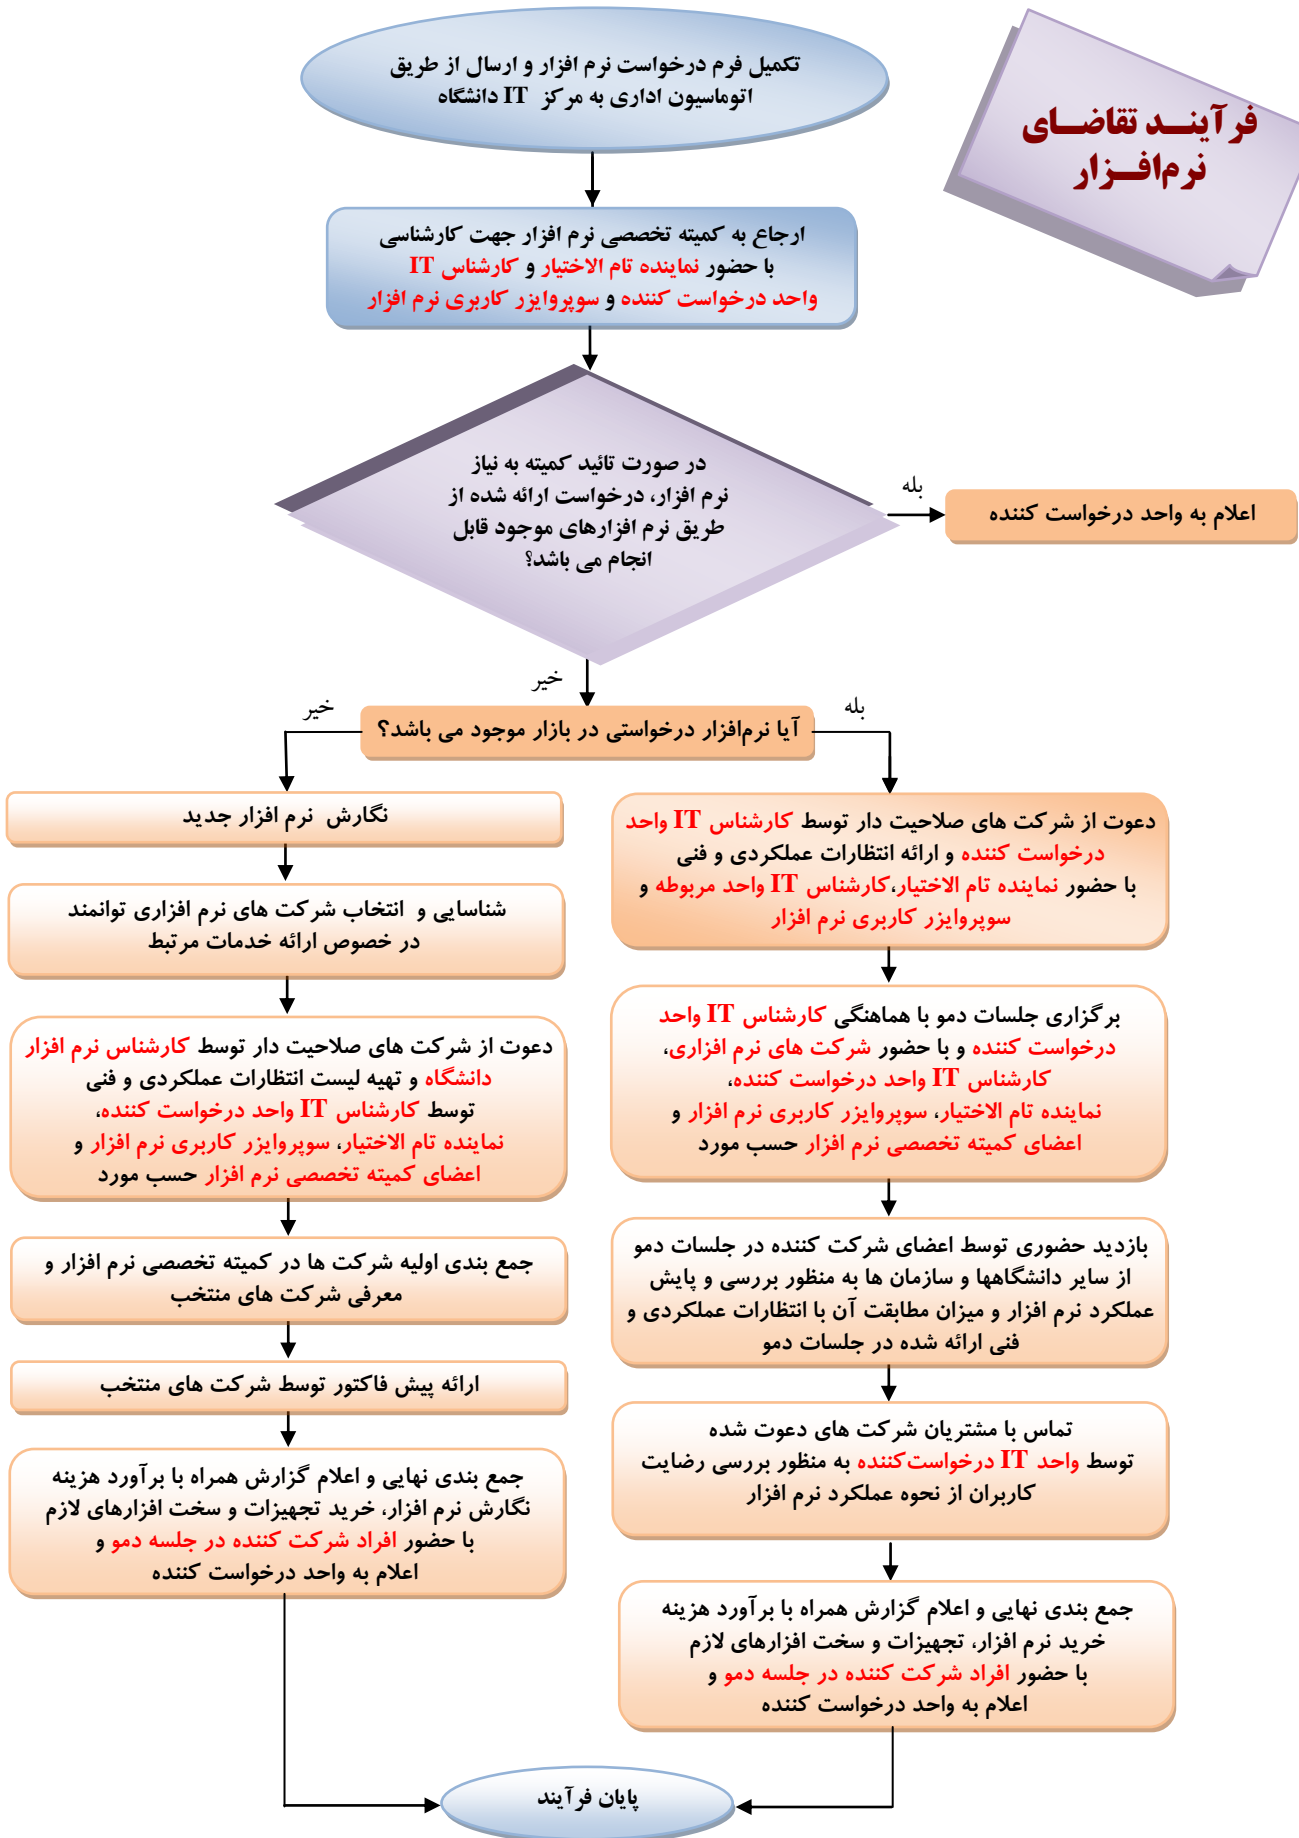 فرآینــد تقاضــای
نرم‌افــزار
تکمیل فرم درخواست نرم افزار و ارسال از طریق
اتوماسیون اداری به مرکز IT دانشگاه
ارجاع به کمیته تخصصی نرم افزار جهت کارشناسی
با حضور نماینده تام الاختیار و کارشناس IT
واحد درخواست کننده و سوپروایزر کاربری نرم افزار
در صورت تائید کمیته به نیاز
نرم افزار، درخواست ارائه شده از
طریق نرم افزارهای موجود قابل
انجام می باشد؟
بله
اعلام به واحد درخواست کننده
خیر
آیا نرم‌افزار درخواستی در بازار موجود می باشد؟
بله
خیر
دعوت از شرکت های صلاحیت دار توسط کارشناس IT واحد
درخواست کننده و ارائه انتظارات عملکردی و فنی
با حضور نماینده تام الاختیار،کارشناس IT واحد مربوطه و
سوپروایزر کاربری نرم افزار
برگزاری جلسات دمو با هماهنگی کارشناس IT واحد
درخواست کننده و با حضور شرکت های نرم افزاری،
کارشناس IT واحد درخواست کننده،
نماینده تام الاختیار، سوپروایزر کاربری نرم افزار و
اعضای کمیته تخصصی نرم افزار حسب مورد
بازدید حضوری توسط اعضای شرکت کننده در جلسات دمو
از سایر دانشگاهها و سازمان ها به منظور بررسی و پایش
عملکرد نرم افزار و میزان مطابقت آن با انتظارات عملکردی و
فنی ارائه شده در جلسات دمو
تماس با مشتریان شرکت های دعوت شده
توسط واحد IT درخواست‌کننده به منظور بررسی رضایت
کاربران از نحوه عملکرد نرم افزار
جمع بندی نهایی و اعلام گزارش همراه با برآورد هزینه
خرید نرم افزار، تجهیزات و سخت افزارهای لازم
با حضور افراد شرکت کننده در جلسه دمو و
اعلام به واحد درخواست کننده
نگارش نرم افزار جدید
شناسایی و انتخاب شرکت های نرم افزاری توانمند
در خصوص ارائه خدمات مرتبط
دعوت از شرکت های صلاحیت دار توسط کارشناس نرم افزار
دانشگاه و تهیه لیست انتظارات عملکردی و فنی
توسط کارشناس IT واحد درخواست کننده،
نماینده تام الاختیار، سوپروایزر کاربری نرم افزار و
اعضای کمیته تخصصی نرم افزار حسب مورد
جمع بندی اولیه شرکت ها در کمیته تخصصی نرم افزار و
معرفی شرکت های منتخب
ارائه پیش فاکتور توسط شرکت های منتخب
جمع بندی نهایی و اعلام گزارش همراه با برآورد هزینه
نگارش نرم افزار، خرید تجهیزات و سخت افزارهای لازم
با حضور افراد شرکت کننده در جلسه دمو و
اعلام به واحد درخواست کننده
پایان فرآیند